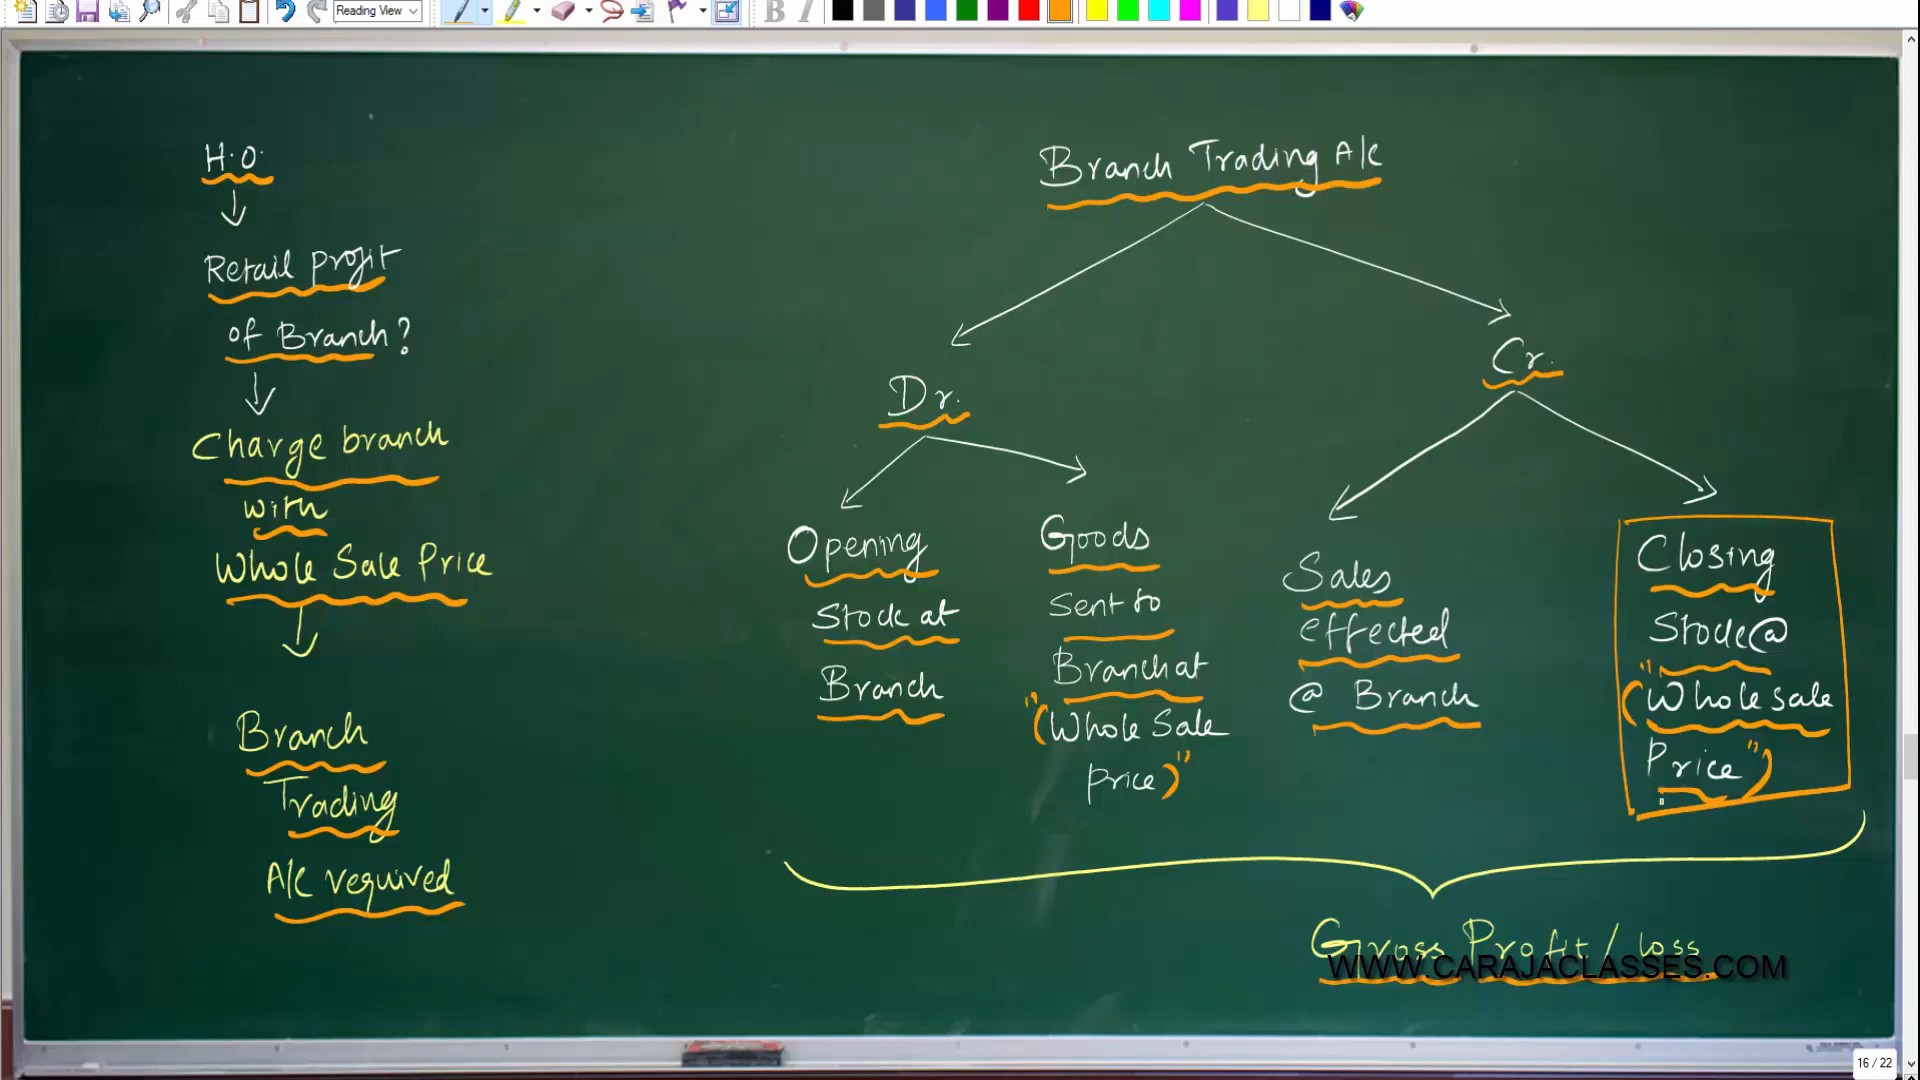 Reading View
H.O.
Retail profit
of Branch?
Charge branch
with
Whole Sale Price
Branch
Trading
A/c required
Branch Trading A/c
Dr.
Opening
Stock at
Branch
Goods
Sent to
Branch at
"(Whole Sale
price)"
Cr.
Sales
effected
@ Branch
Closing
Stock @
"(Whole sale
Price")
Gross Profit / loss
WWW.CARAJACLASSES.COM
16 / 22